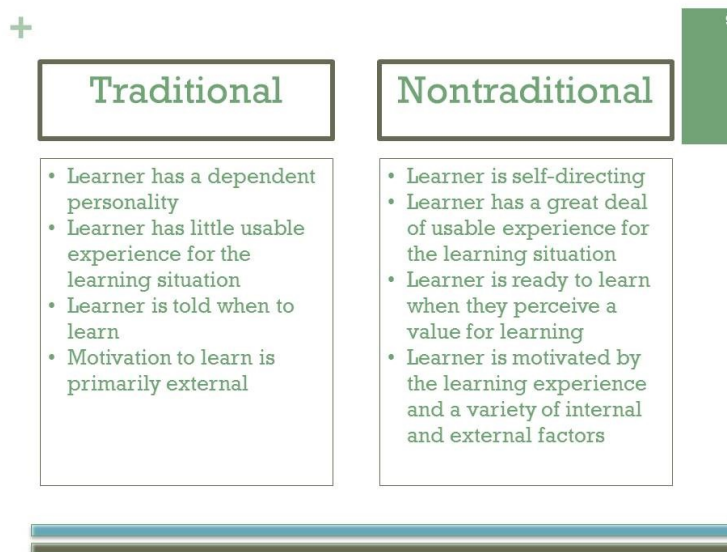 Traditional
• Learner has a dependent
personality
• Learner has little usable
experience for the
learning situation
• Learner is told when to
learn
• Motivation to learn is
primarily external
Nontraditional
• Learner is self-directing
• Learner has a great deal
of usable experience for
the learning situation
• Learner is ready to learn
when they perceive a
value for learning
• Learner is motivated by
the learning experience
and a variety of internal
and external factors